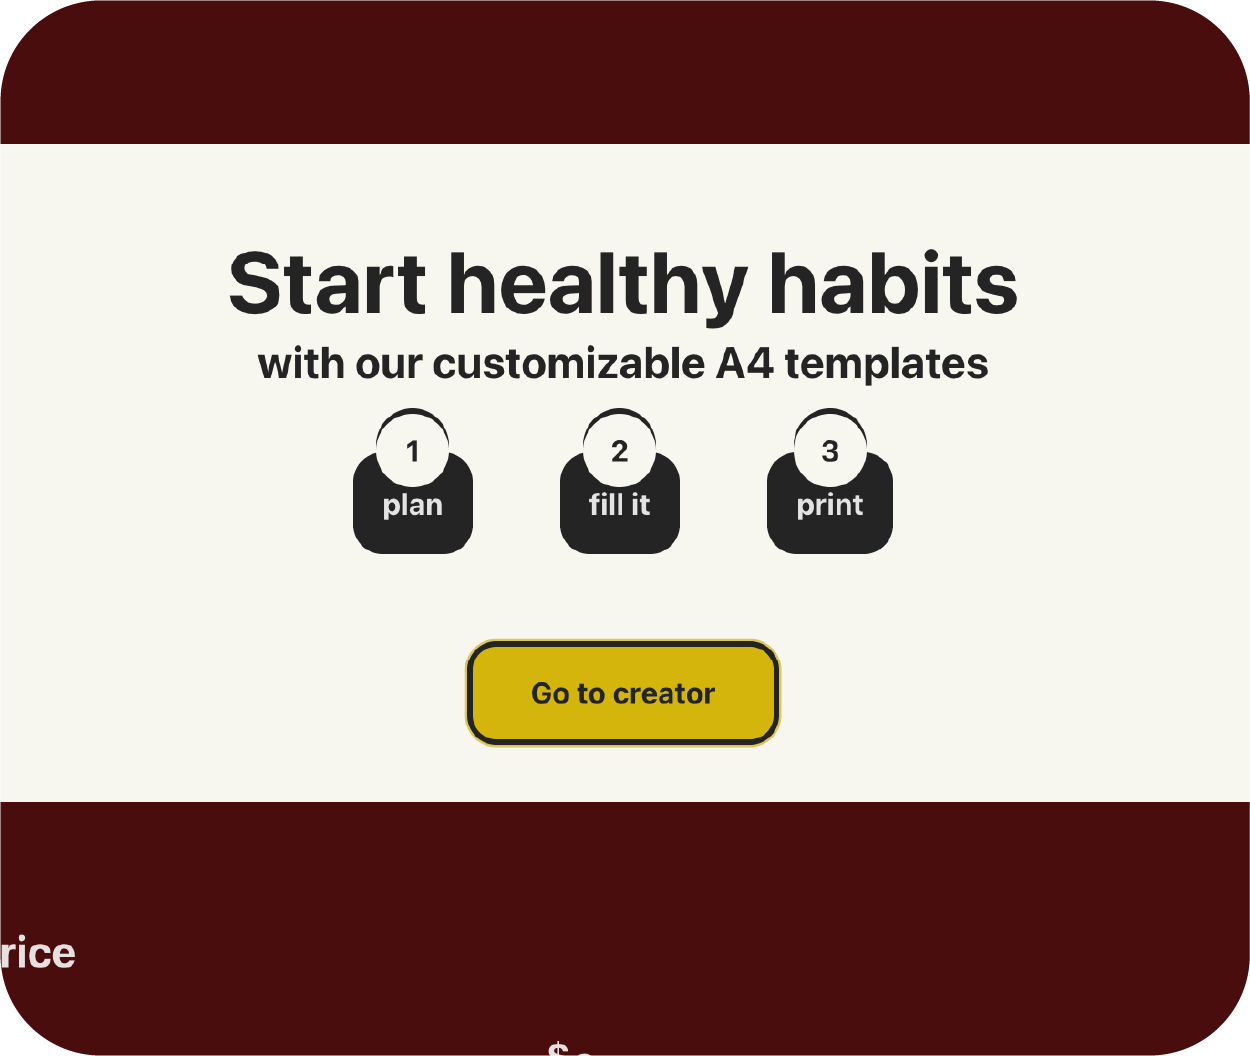 Start healthy habits
with our customizable A4 templates
1 2 3
plan fill it print
Go to creator
rice
$